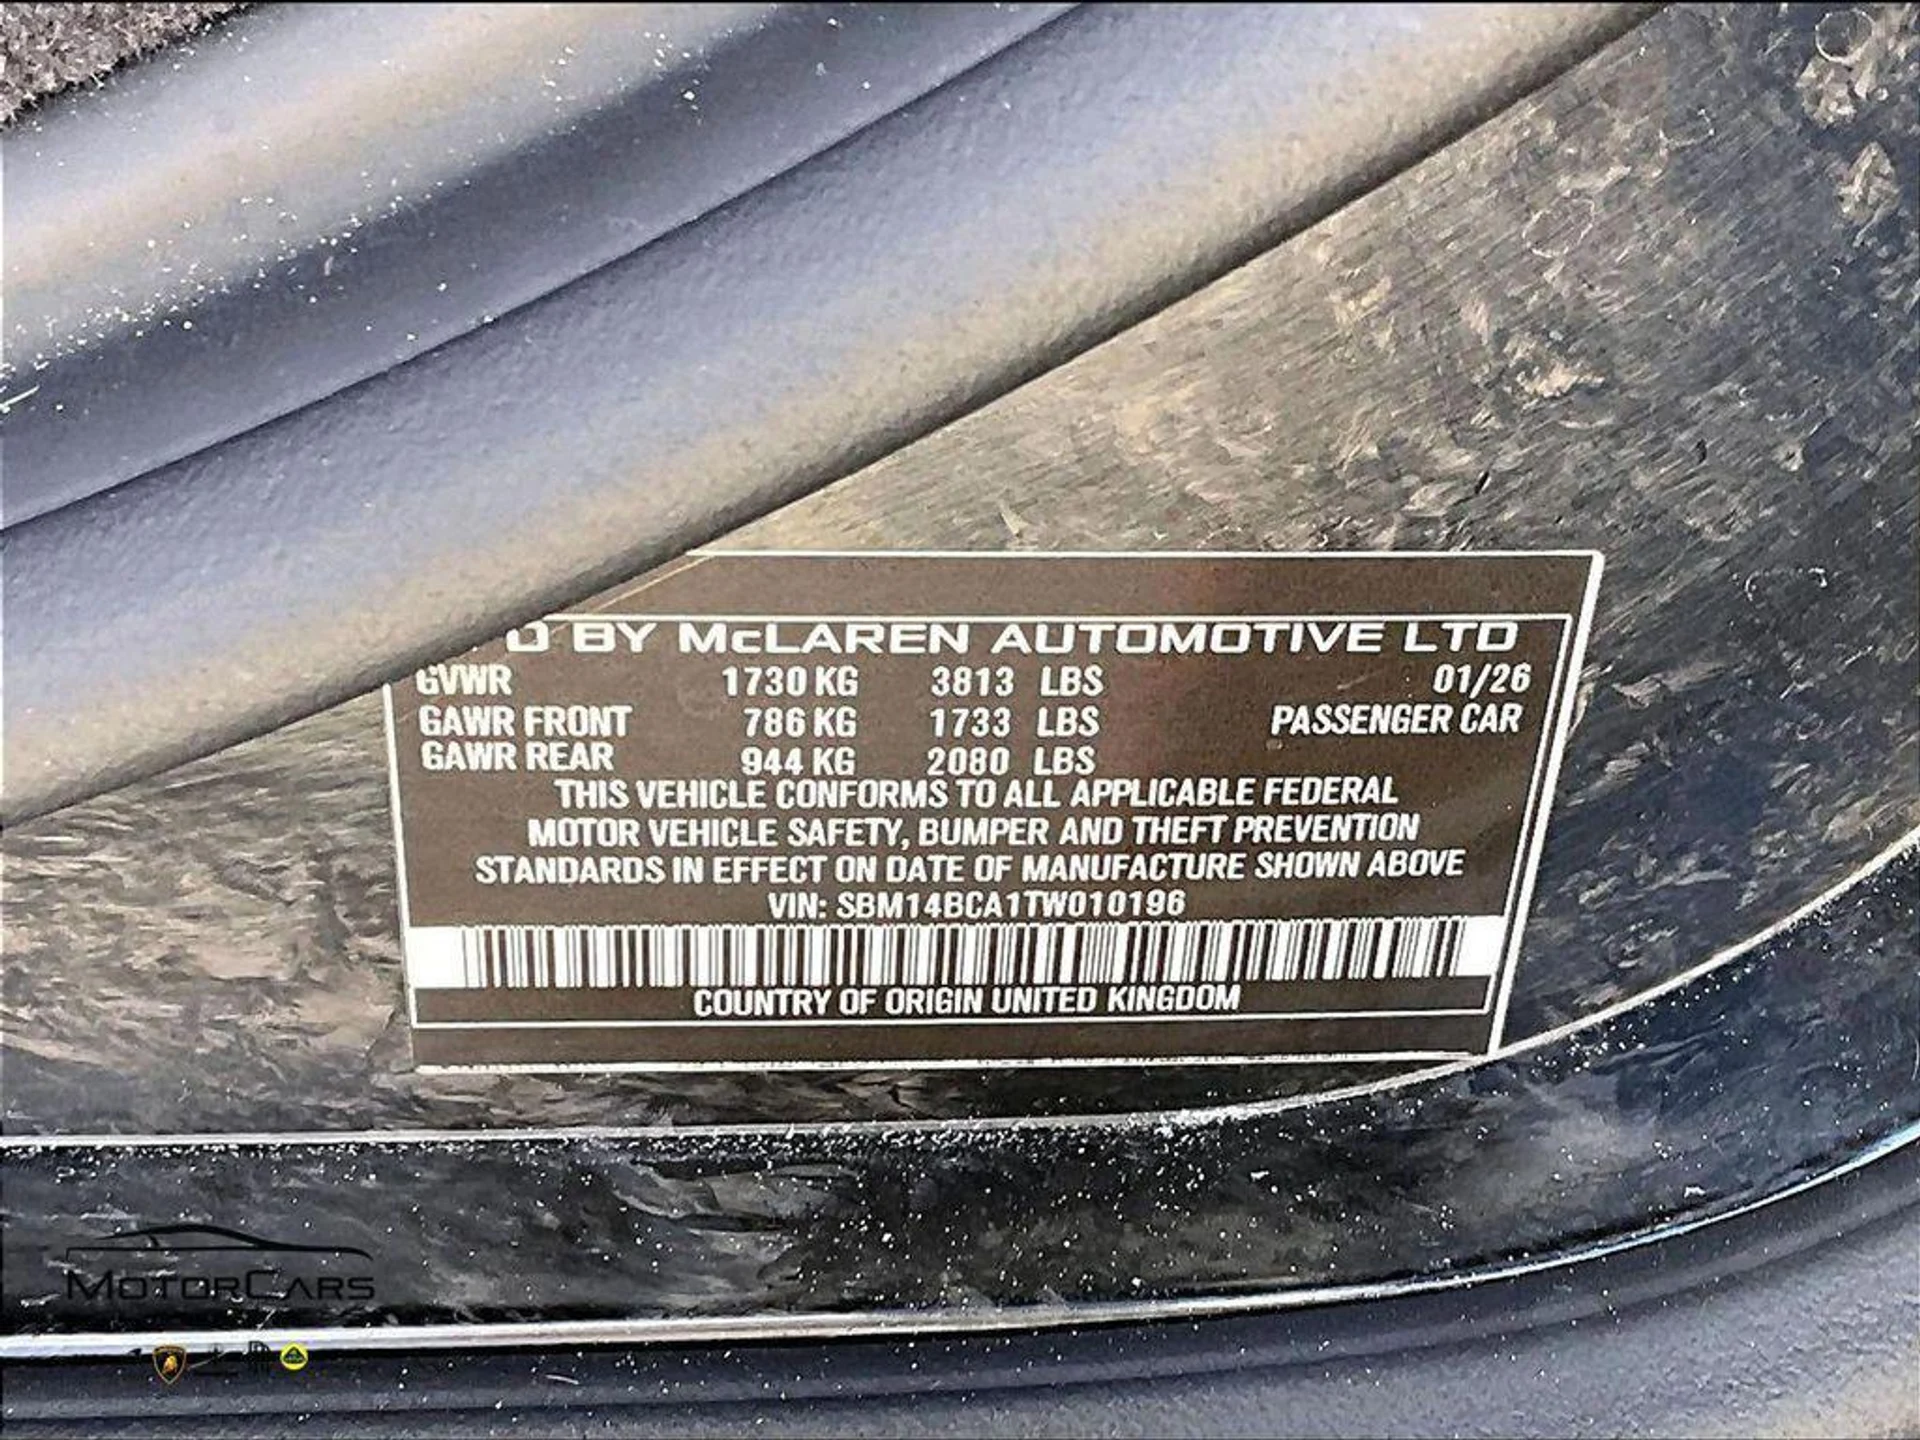 D BY McLAREN AUTOMOTIVE LTD
GVWR 1730 KG 3813 LBS 01/26
GAWR FRONT 786 KG 1733 LBS PASSENGER CAR
GAWR REAR 944 KG 2080 LBS
THIS VEHICLE CONFORMS TO ALL APPLICABLE FEDERAL
MOTOR VEHICLE SAFETY, BUMPER AND THEFT PREVENTION
STANDARDS IN EFFECT ON DATE OF MANUFACTURE SHOWN ABOVE
VIN: SBM14BCA1TW010196
COUNTRY OF ORIGIN UNITED KINGDOM
MOTORCARS